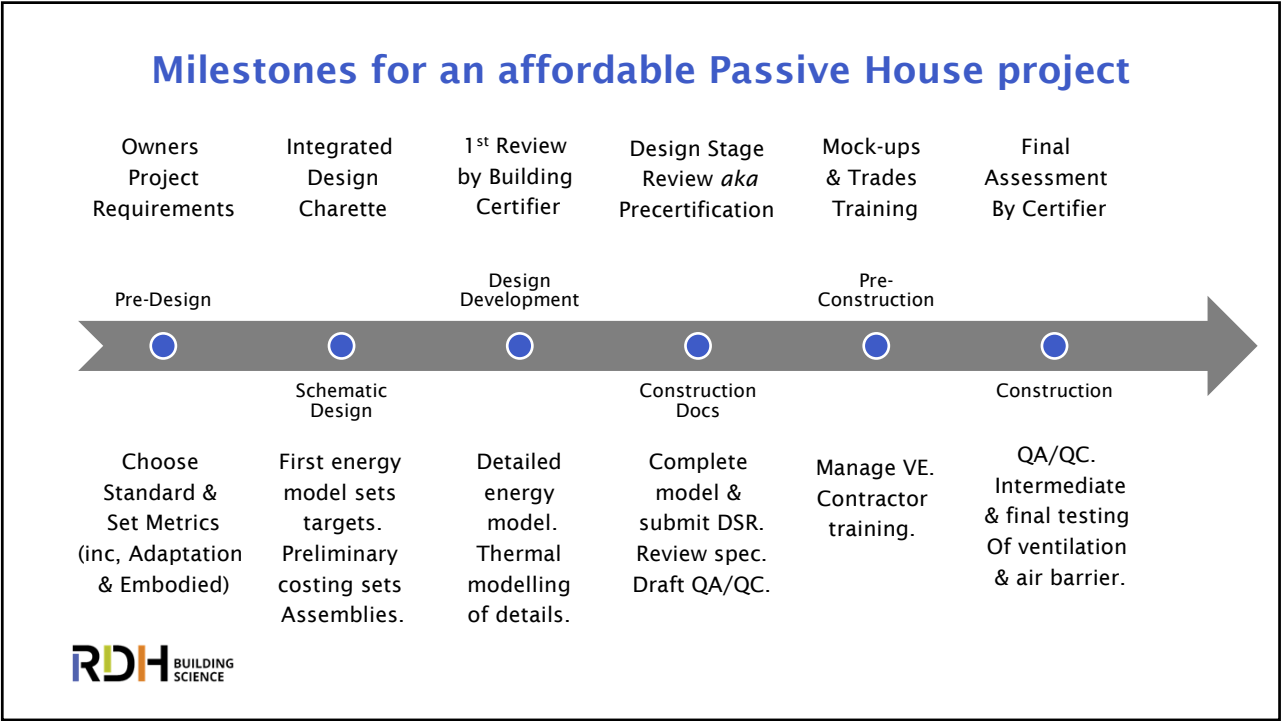 Milestones for an affordable Passive House project
Owners
Project
Requirements
Integrated
Design
Charette
1st Review
by Building
Certifier
Design Stage
Review aka
Precertification
Mock-ups
& Trades
Training
Final
Assessment
By Certifier
Pre-Design
Design
Development
Pre-
Construction
Schematic
Design
Construction
Docs
Construction
Choose
Standard &
Set Metrics
(inc, Adaptation
& Embodied)
First energy
model sets
targets.
Preliminary
costing sets
Assemblies.
Detailed
energy
model.
Thermal
modelling
of details.
Complete
model &
submit DSR.
Review spec.
Draft QA/QC.
Manage VE.
Contractor
training.
QA/QC.
Intermediate
& final testing
Of ventilation
& air barrier.
RDH BUILDING
SCIENCE